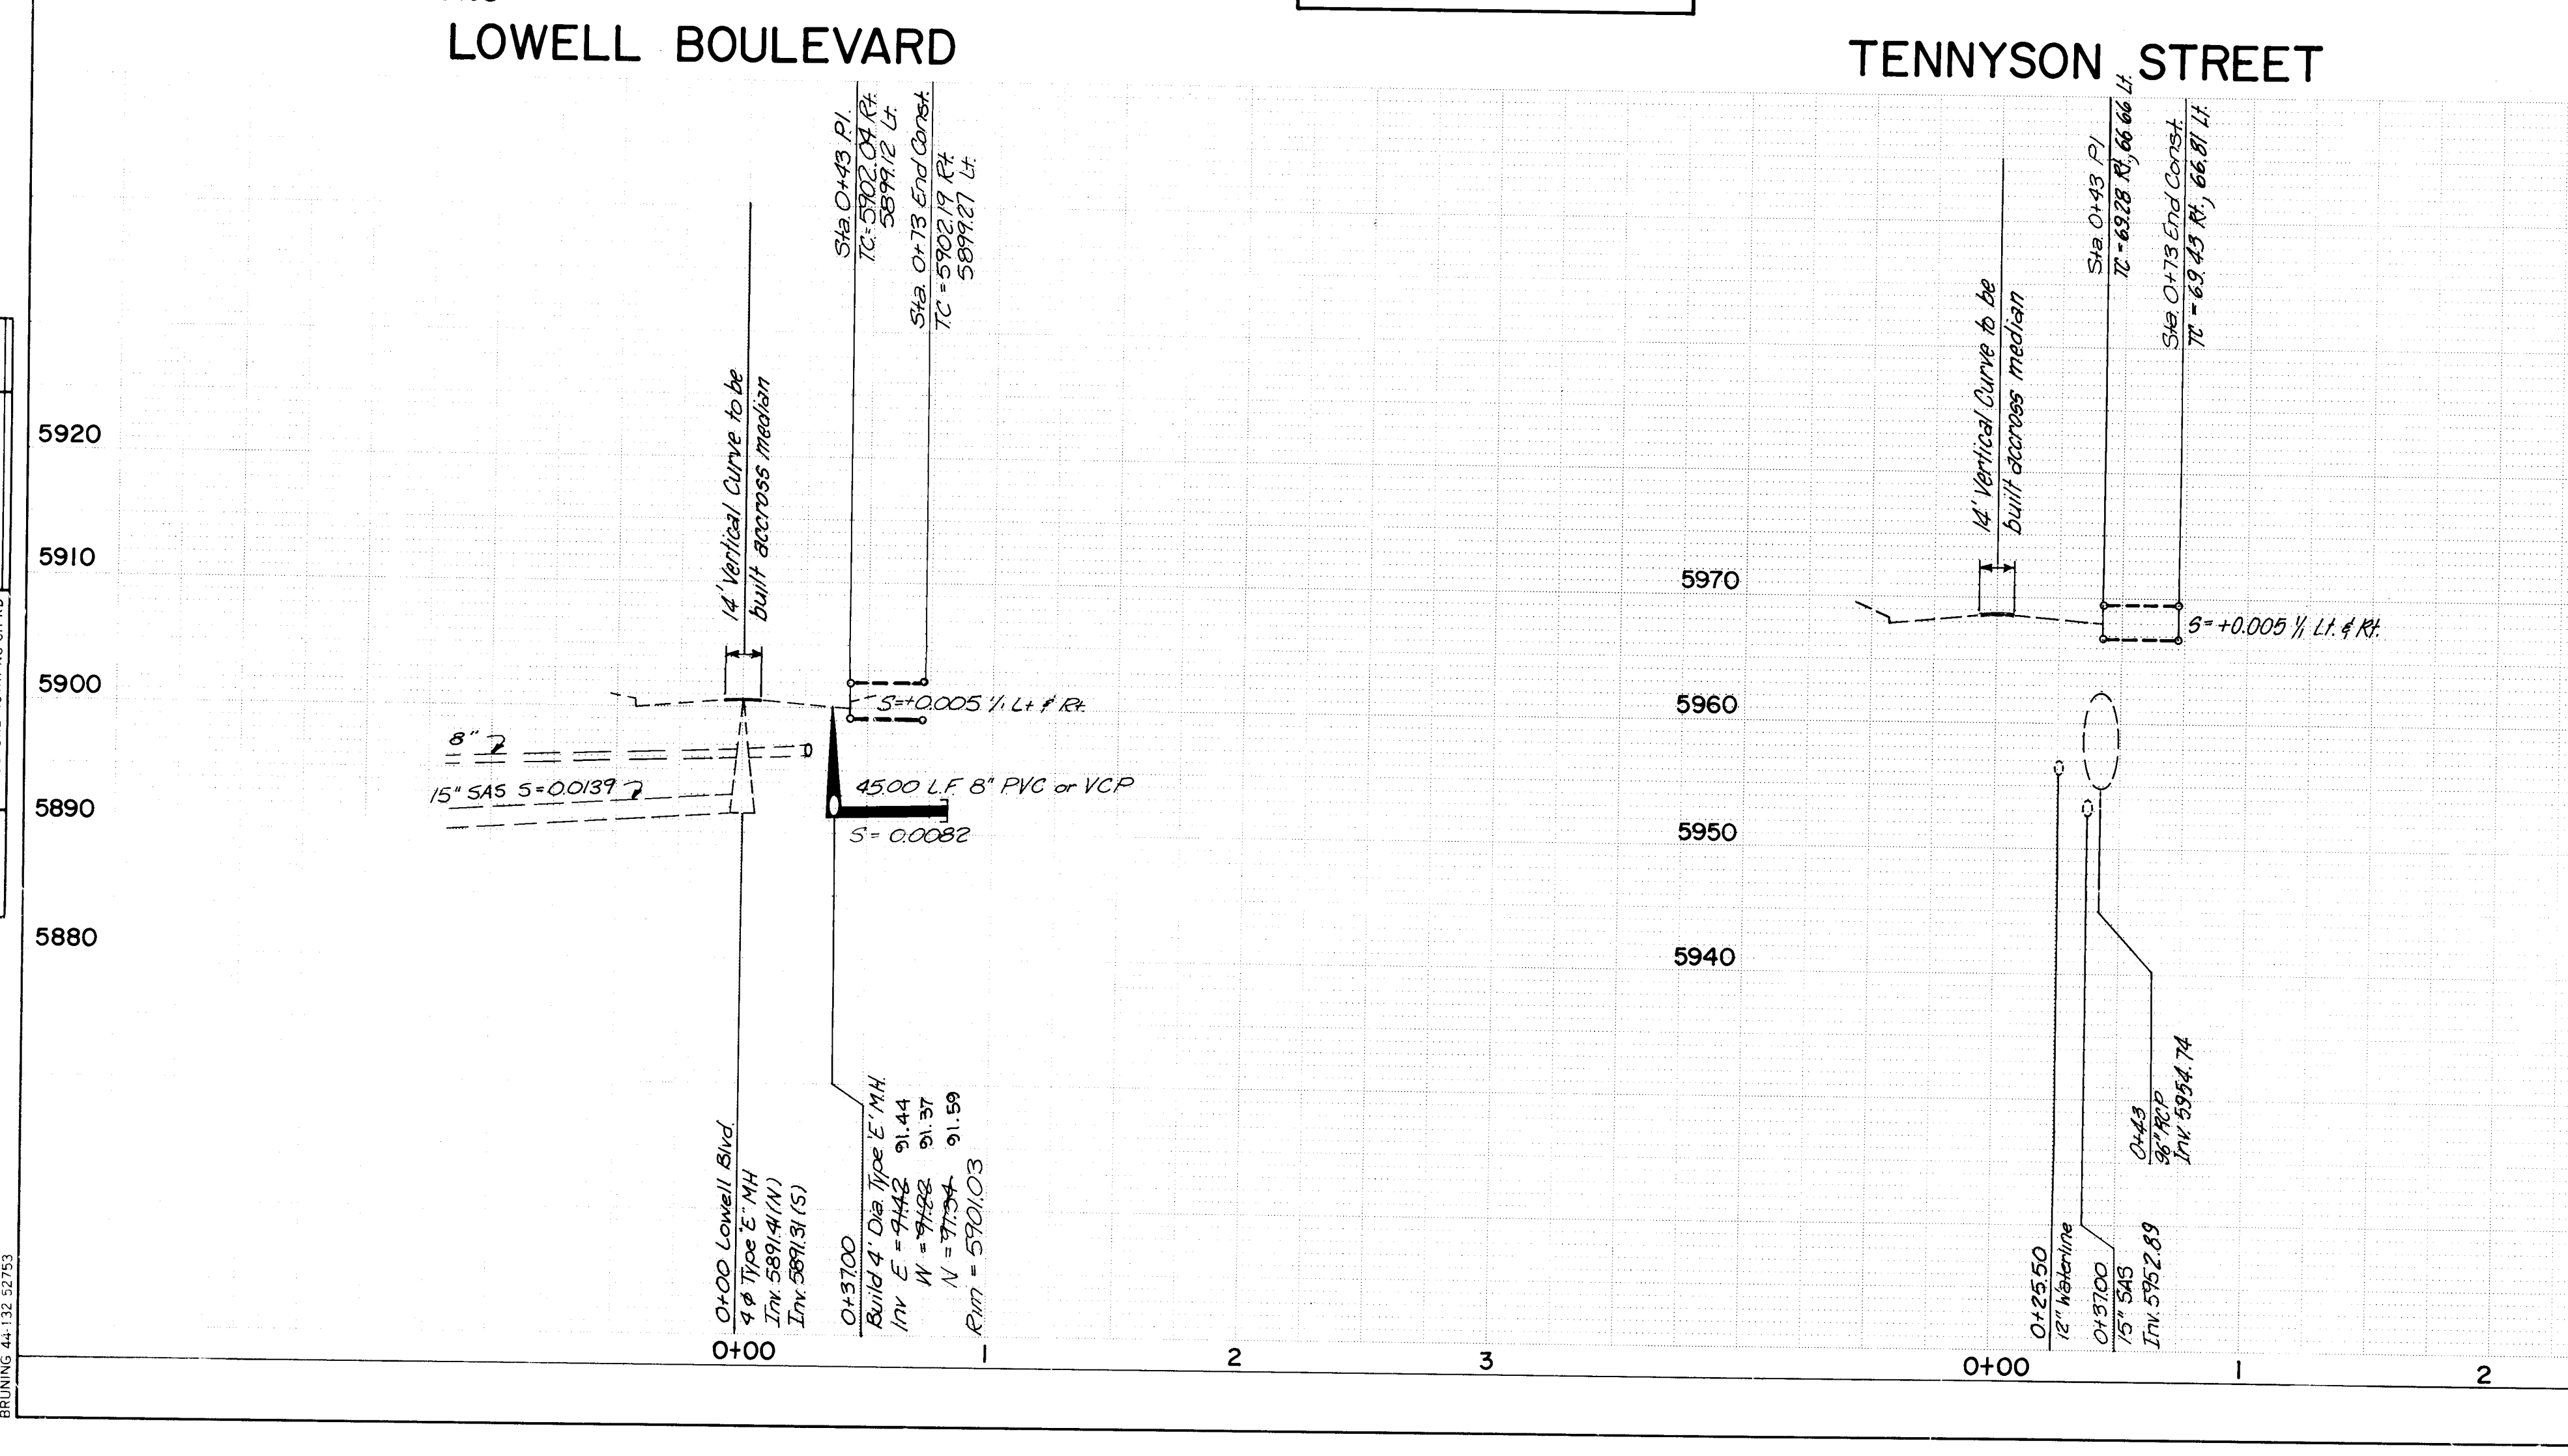 LOWELL BOULEVARD
TENNYSON STREET
Sta. 0+43 P.I.
T.C.=5902.04 Rt.
5899.12 Lt.
Sta. 0+73 End Const.
T.C.=5902.19 Rt.
5899.27 Lt.
14' Vertical Curve to be
built accross median
5920
5910
5900
5890
5880
S=+0.005 1/1 Lt & Rt.
8"
15" SAS S=0.0139
45.00 L.F. 8" PVC or VCP
S= 0.0082
0+00 Lowell Blvd.
4 φ Type "E" MH
Inv. 5891.41 (N)
Inv. 5891.31 (S)
0+37.00
Build 4' Dia. Type 'E' M.H.
Inv E = 91.42 91.44
W = 91.22 91.37
N = 91.34 91.59
Rim = 5901.03
0+00
1
2
3
Sta. 0+43 P.I.
TC=69.28 Rt., 66.66 Lt.
Sta. 0+73 End Const.
TC=69.43 Rt., 66.81 Lt.
14' Vertical Curve to be
built accross median
5970
5960
5950
5940
S=+0.005 1/1 Lt. & Rt.
0+43
96" RCP
Inv. 5954.74
0+25.50
12" Waterline
0+37.00
15" SAS
Inv. 5952.89
0+00
1
2
BRUNING 44-132 52753